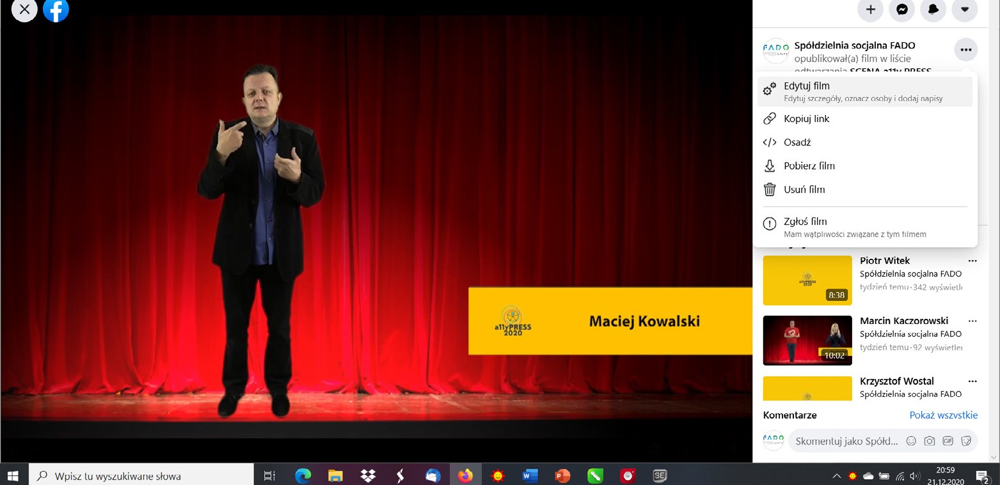 Spółdzielnia socjalna FADO
opublikował(a) film w liście
odtwarzania SCENA a11y PRESS
Edytuj film
Edytuj szczegóły, oznacz osoby i dodaj napisy
Kopiuj link
Osadź
Pobierz film
Usuń film
Zgłoś film
Mam wątpliwości związane z tym filmem
a11yPRESS
2020
Maciej Kowalski
Piotr Witek
Spółdzielnia socjalna FADO
tydzień temu · 342 wyświetle
8:38
Marcin Kaczorowski
Spółdzielnia socjalna FADO
tydzień temu · 92 wyświetle
10:02
Krzysztof Wostal
Spółdzielnia socjalna FADO
Komentarze
Pokaż wszystkie
FADO
Skomentuj jako Spółd...
GIF
Wpisz tu wyszukiwane słowa
SE
20:59
21.12.2020
2